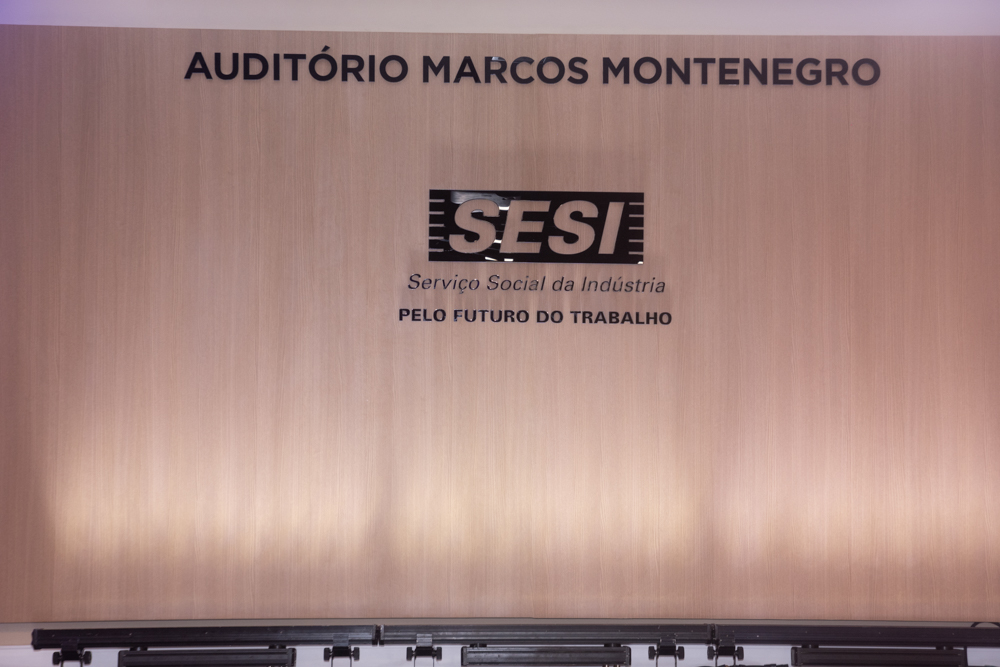 AUDITÓRIO MARCOS MONTENEGRO
SESI
Serviço Social da Indústria
PELO FUTURO DO TRABALHO